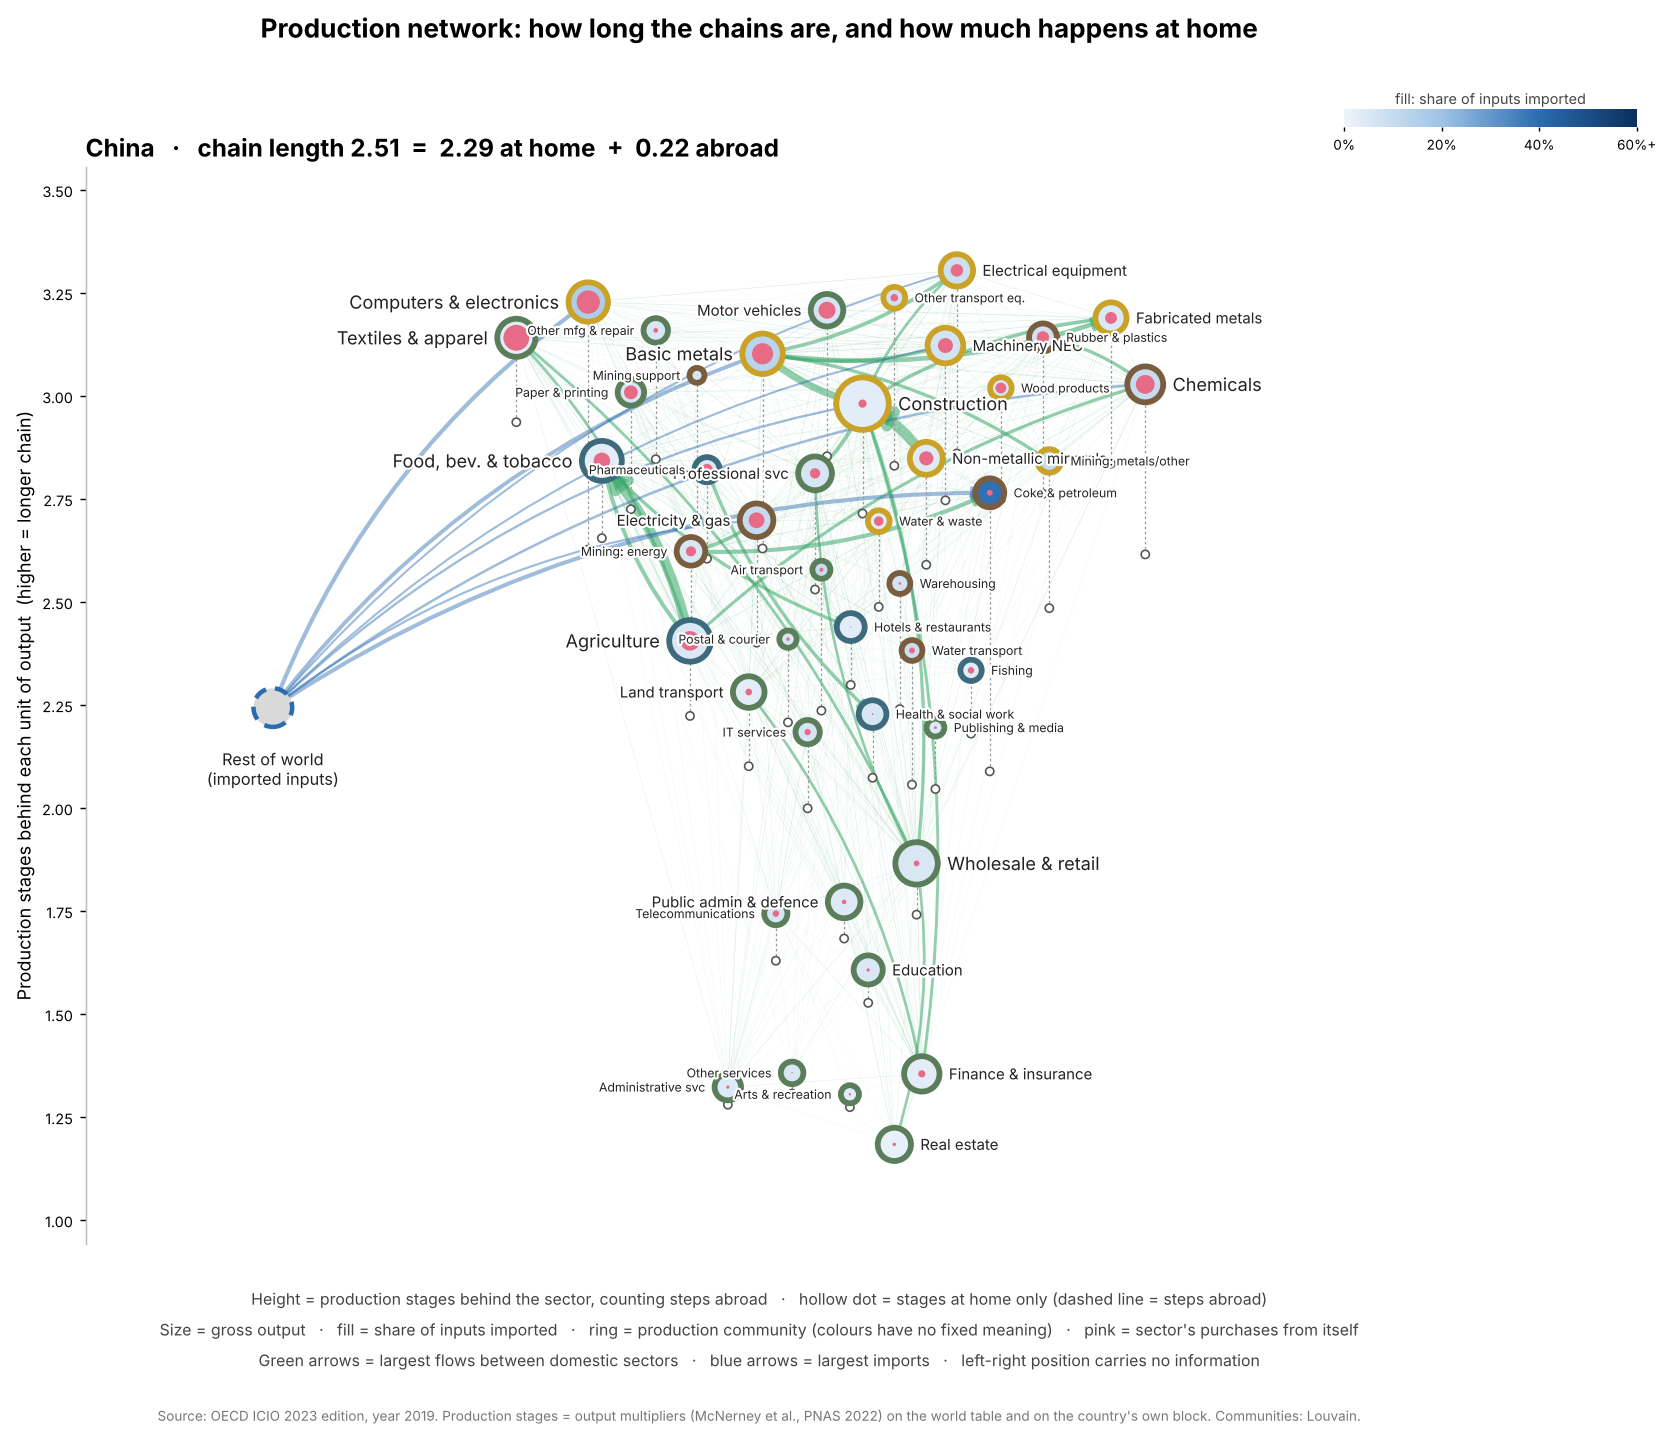 Production network: how long the chains are, and how much happens at home
fill: share of inputs imported
0%
20%
40%
60%+
China · chain length 2.51 = 2.29 at home + 0.22 abroad
Production stages behind each unit of output (higher = longer chain)
3.50
3.25
3.00
2.75
2.50
2.25
2.00
1.75
1.50
1.25
1.00
Electrical equipment
Computers & electronics
Other transport eq.
Motor vehicles
Fabricated metals
Other mfg & repair
Textiles & apparel
Rubber & plastics
Machinery NEC
Basic metals
Mining support
Chemicals
Wood products
Paper & printing
Construction
Food, bev. & tobacco
Non-metallic
Mining: metals/other
Pharmaceuticals
Professional svc
Coke & petroleum
Electricity & gas
Water & waste
Mining: energy
Air transport
Warehousing
Hotels & restaurants
Agriculture
Postal & courier
Water transport
Fishing
Land transport
Health & social work
Publishing & media
IT services
Rest of world
(imported inputs)
Wholesale & retail
Public admin & defence
Telecommunications
Education
Other services
Finance & insurance
Administrative svc
Arts & recreation
Real estate
Height = production stages behind the sector, counting steps abroad · hollow dot = stages at home only (dashed line = steps abroad)
Size = gross output · fill = share of inputs imported · ring = production community (colours have no fixed meaning) · pink = sector's purchases from itself
Green arrows = largest flows between domestic sectors · blue arrows = largest imports · left-right position carries no information
Source: OECD ICIO 2023 edition, year 2019. Production stages = output multipliers (McNerney et al., PNAS 2022) on the world table and on the country's own block. Communities: Louvain.